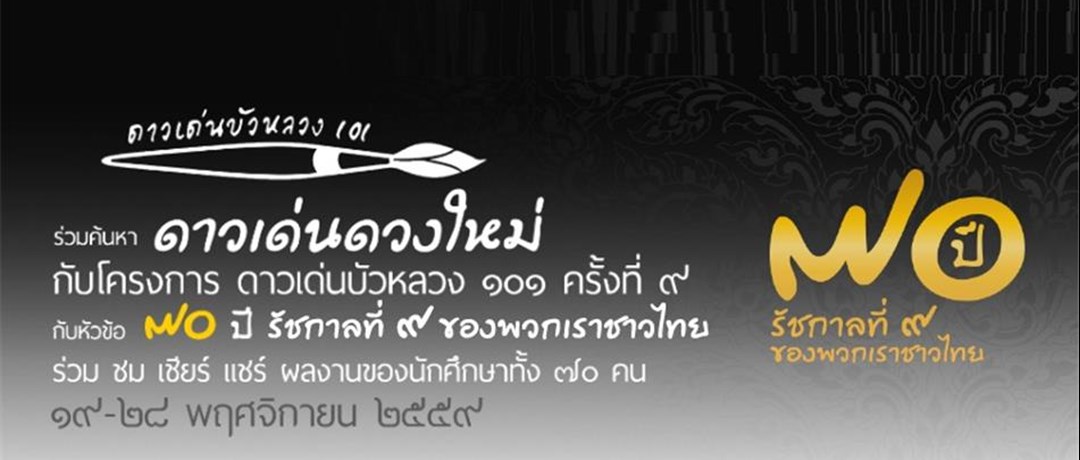 ดาวเด่นบัวหลวง ๑๐๑
ร่วมค้นหา ดาวเด่นดวงใหม่
กับโครงการ ดาวเด่นบัวหลวง ๑๐๑ ครั้งที่ ๙
กับหัวข้อ ๗๐ ปี รัชกาลที่ ๙ ของพวกเราชาวไทย
ร่วม ชม เชียร์ แชร์ ผลงานของนักศึกษาทั้ง ๗๐ คน
๑๙-๒๘ พฤศจิกายน ๒๕๕๙
๗๐ ปี
รัชกาลที่ ๙
ของพวกเราชาวไทย